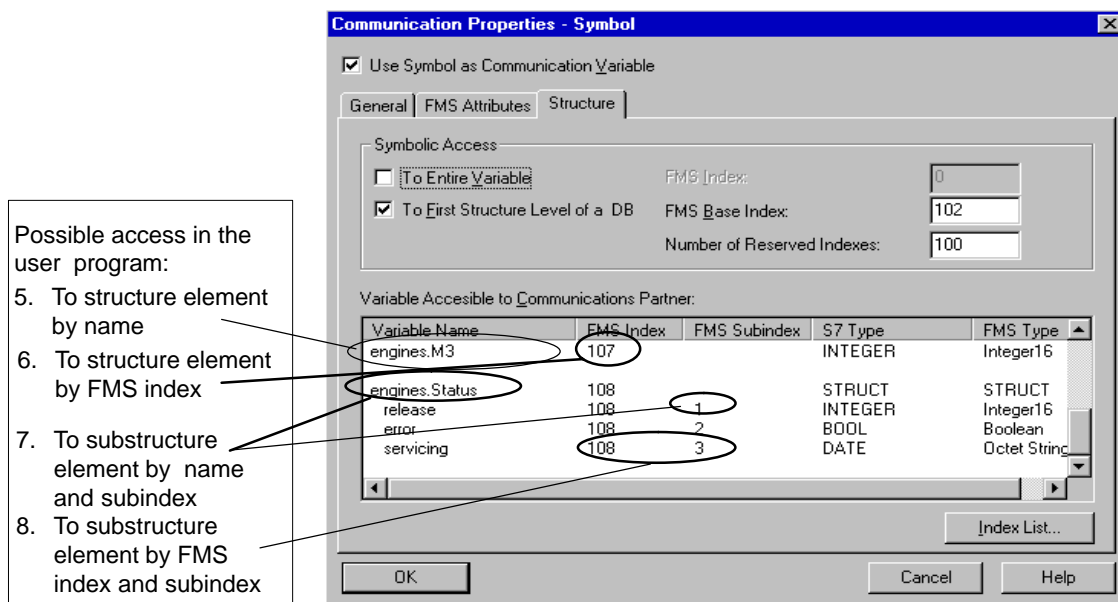 Communication Properties - Symbol
Use Symbol as Communication Variable
General
FMS Attributes
Structure
Symbolic Access
To Entire Variable
FMS Index:
0
To First Structure Level of a DB
FMS Base Index:
102
Number of Reserved Indexes:
100
Possible access in the
user program:
5. To structure element
by name
6. To structure element
by FMS index
7. To substructure
element by name
and subindex
8. To substructure
element by FMS
index and subindex
Variable Accesible to Communications Partner:
Variable Name FMS Index FMS Subindex S7 Type FMS Type
engines.M3 107 INTEGER Integer16
engines.Status 108 STRUCT STRUCT
release 108 1 INTEGER Integer16
error 108 2 BOOL Boolean
servicing 108 3 DATE Octet String
Index List...
OK
Cancel
Help